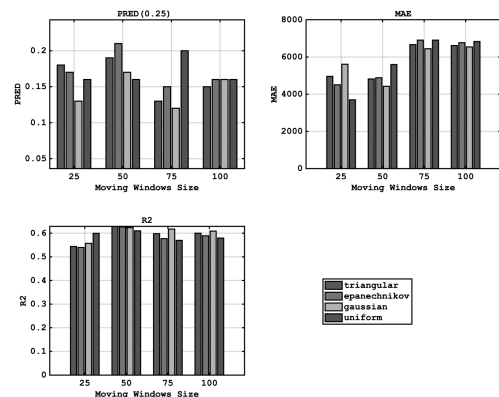 PRED(0.25)
0.2
0.15
0.1
0.05
PRED
25 50 75 100
Moving Windows Size
MAE
8000
6000
4000
2000
0
MAE
25 50 75 100
Moving Windows Size
R2
0.6
0.5
0.4
0.3
0.2
0.1
0
R2
25 50 75 100
Moving Windows Size
triangular
epanechnikov
gaussian
uniform